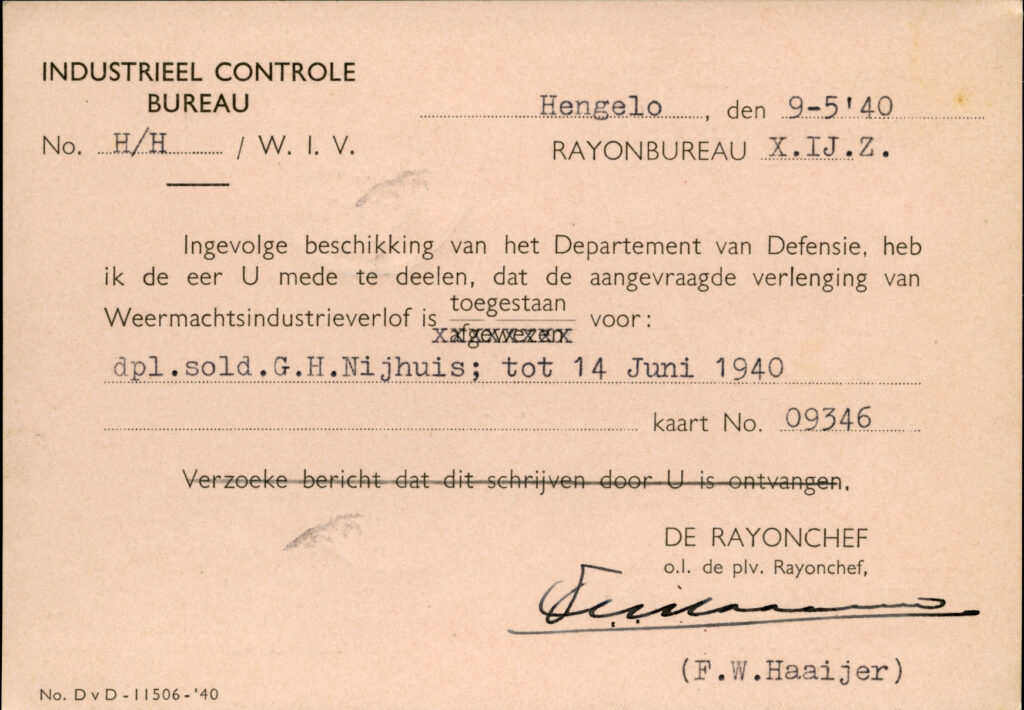 INDUSTRIEEL CONTROLE
BUREAU
Hengelo, den 9-5'40
No. H/H / W. I. V.
RAYONBUREAU X.IJ.Z.
Ingevolge beschikking van het Departement van Defensie, heb
ik de eer U mede te deelen, dat de aangevraagde verlenging van
Weermachtsindustrieverlof is toegestaan
afgewezen voor:
dpl.sold.G.H.Nijhuis; tot 14 Juni 1940
kaart No. 09346
Verzoeke bericht dat dit schrijven door U is ontvangen.
DE RAYONCHEF
o.l. de plv. Rayonchef,
(F.W.Haaijer)
No. D v D - 11506 - '40